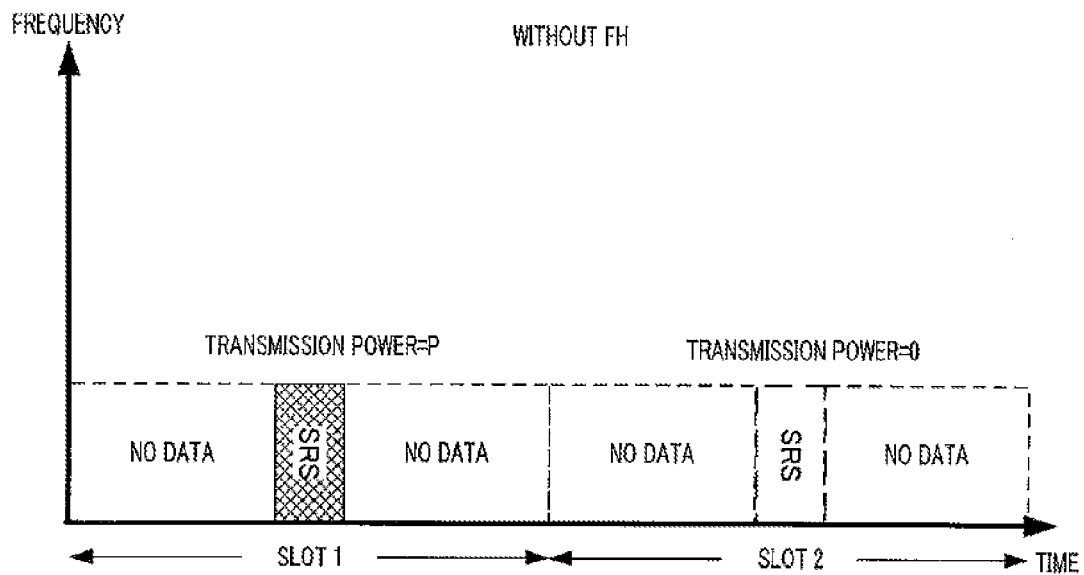 FREQUENCY
WITHOUT FH
TRANSMISSION POWER=P
TRANSMISSION POWER=0
NO DATA
SRS
NO DATA
NO DATA
SRS
NO DATA
SLOT 1
SLOT 2
TIME